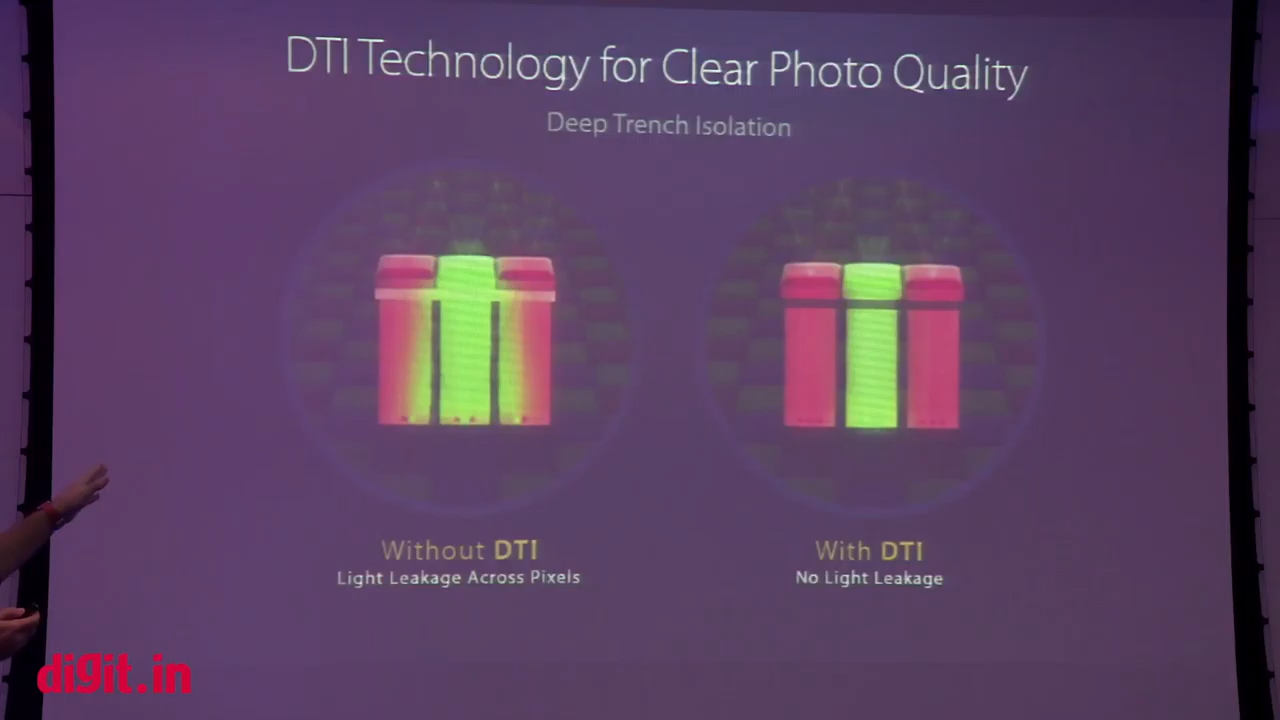 DTI Technology for Clear Photo Quality
Deep Trench Isolation
Without DTI
Light Leakage Across Pixels
With DTI
No Light Leakage
digit.in